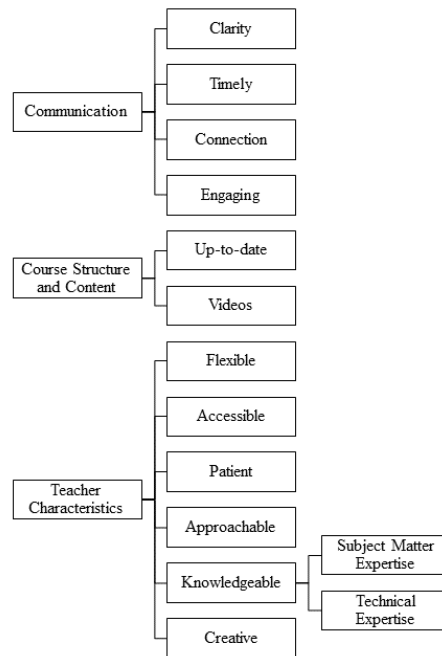 Clarity
Timely
Communication
Connection
Engaging
Up-to-date
Course Structure
and Content
Videos
Flexible
Accessible
Patient
Teacher
Characteristics
Approachable
Subject Matter
Expertise
Knowledgeable
Technical
Expertise
Creative